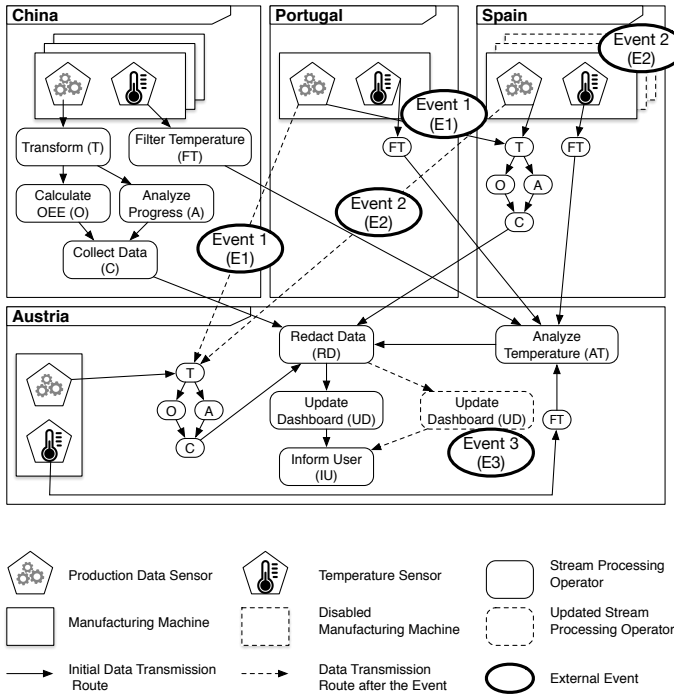 China
Portugal
Spain
Event 2
(E2)
Event 1
(E1)
Transform (T)
Filter Temperature
(FT)
FT
T
FT
Calculate
OEE (O)
Analyze
Progress (A)
O
A
Event 2
(E2)
C
Event 1
(E1)
Collect Data
(C)
Austria
Redact Data
(RD)
Analyze
Temperature (AT)
T
O
A
Update
Dashboard (UD)
Update
Dashboard (UD)
FT
C
Inform User
(IU)
Event 3
(E3)
Production Data Sensor
Temperature Sensor
Stream Processing
Operator
Manufacturing Machine
Disabled
Manufacturing Machine
Updated Stream
Processing Operator
Initial Data Transmission
Route
Data Transmission
Route after the Event
External Event